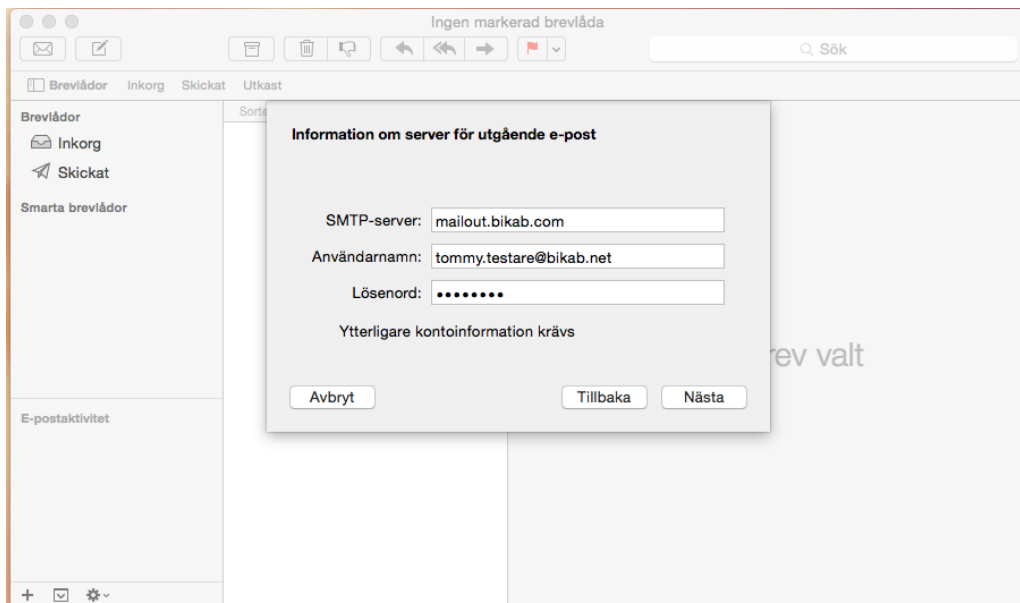 Ingen markerad brevlåda
Sök
Brevlådor Inkorg Skickat Utkast
Brevlådor
Inkorg
Skickat
Smarta brevlådor
E-postaktivitet
Information om server för utgående e-post
SMTP-server: mailout.bikab.com
Användarnamn: tommy.testare@bikab.net
Lösenord: ••••••••
Ytterligare kontoinformation krävs
Avbryt Tillbaka Nästa
valt